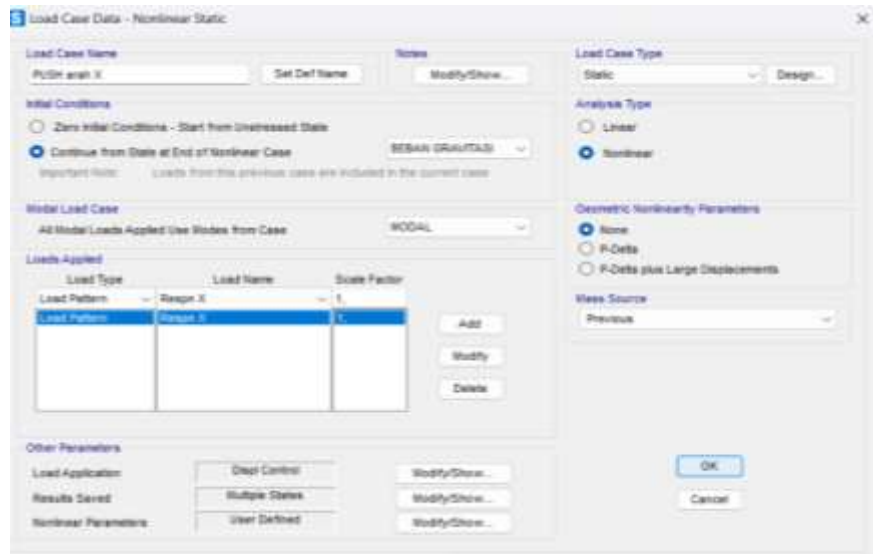 Load Case Data - Nonlinear Static
Load Case Name
PUSH arah X
Set Def Name
Notes
Modify/Show...
Load Case Type
Static
Design...
Initial Conditions
Zero Initial Conditions - Start from Unstressed State
Continue from State at End of Nonlinear Case
BEBAN GRAVITASI
Important Note: Loads from this previous case are included in the current case
Analysis Type
Linear
Nonlinear
Modal Load Case
All Modal Loads Applied Use Modes from Case
MODAL
Geometric Nonlinearity Parameters
None
P-Delta
P-Delta plus Large Displacements
Loads Applied
Load Type Load Name Scale Factor
Load Pattern Respn X 1,
Load Pattern Respn X 1,
Add
Modify
Delete
Mass Source
Previous
Other Parameters
Load Application Displ Control Modify/Show...
Results Saved Multiple States Modify/Show...
Nonlinear Parameters User Defined Modify/Show...
OK
Cancel